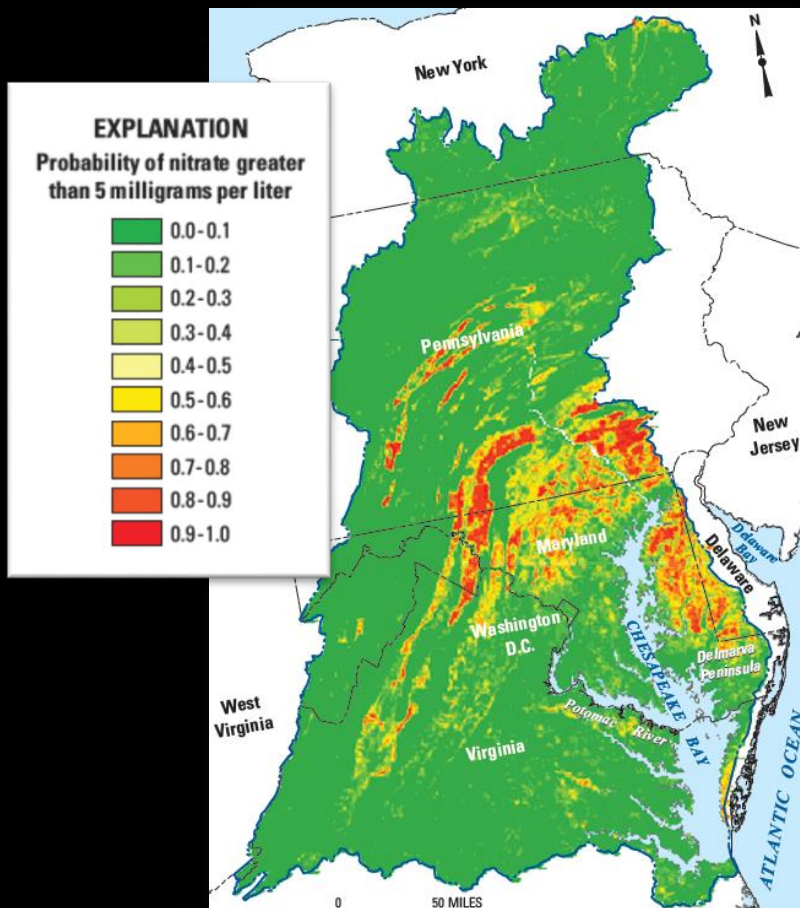 EXPLANATION
Probability of nitrate greater
than 5 milligrams per liter
0.0-0.1
0.1-0.2
0.2-0.3
0.3-0.4
0.4-0.5
0.5-0.6
0.6-0.7
0.7-0.8
0.8-0.9
0.9-1.0
N
New York
Pennsylvania
New
Jersey
Maryland
Delaware
Bay
Delaware
Washington
D.C.
CHESAPEAKE BAY
Delmarva
Peninsula
West
Virginia
Potomac River
Virginia
ATLANTIC OCEAN
0 50 MILES